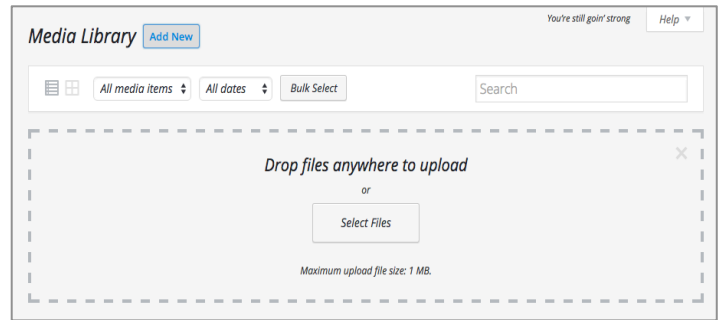 You're still goin' strong
Help
Media Library Add New
All media items All dates Bulk Select Search
Drop files anywhere to upload
or
Select Files
Maximum upload file size: 1 MB.